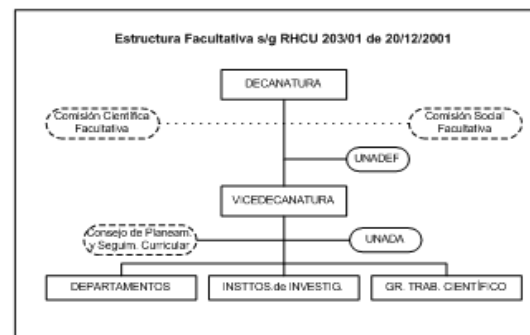 Estructura Facultativa s/g RHCU 203/01 de 20/12/2001
DECANATURA
Comisión Científica
Facultativa
Comisión Social
Facultativa
UNADEF
VICEDECANATURA
Consejo de Planeam.
y Seguim. Curricular
UNADA
DEPARTAMENTOS
INSTTOS.de INVESTIG.
GR. TRAB. CIENTÍFICO